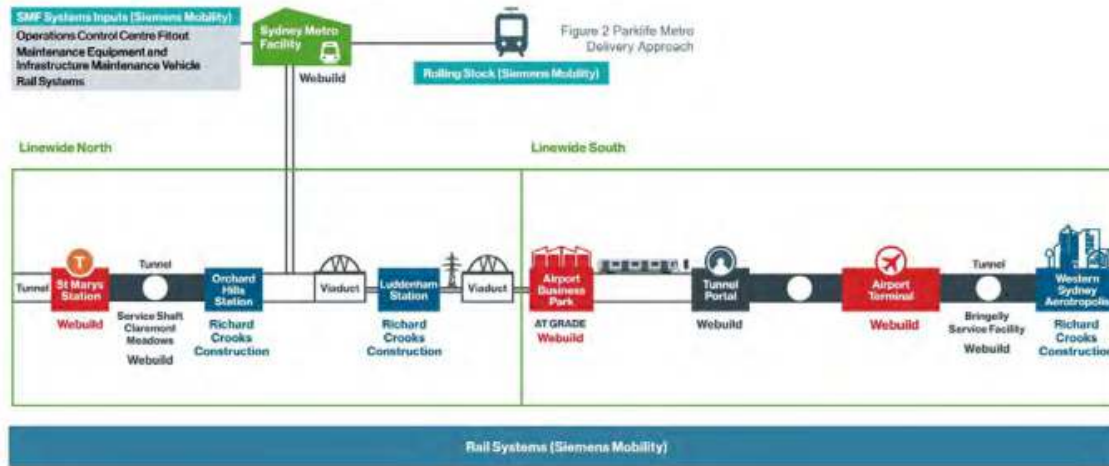 SMF Systems Inputs (Siemens Mobility)
Operations Control Centre Fitout
Maintenance Equipment and
Infrastructure Maintenance Vehicle
Rail Systems
Sydney Metro
Facility
Webuild
Rolling Stock (Siemens Mobility)
Figure 2 Parklife Metro
Delivery Approach
Linewide North
Linewide South
Tunnel
T
St Marys
Station
Webuild
Tunnel
Service Shaft
Claremont
Meadows
Webuild
Orchard
Hills
Station
Richard
Crooks
Construction
Viaduct
Luddenham
Station
Richard
Crooks
Construction
Viaduct
Airport
Business
Park
AT GRADE
Webuild
Tunnel
Portal
Webuild
Airport
Terminal
Webuild
Tunnel
Bringelly
Service Facility
Webuild
Western
Sydney
Aerotropolis
Richard
Crooks
Construction
Rail Systems (Siemens Mobility)